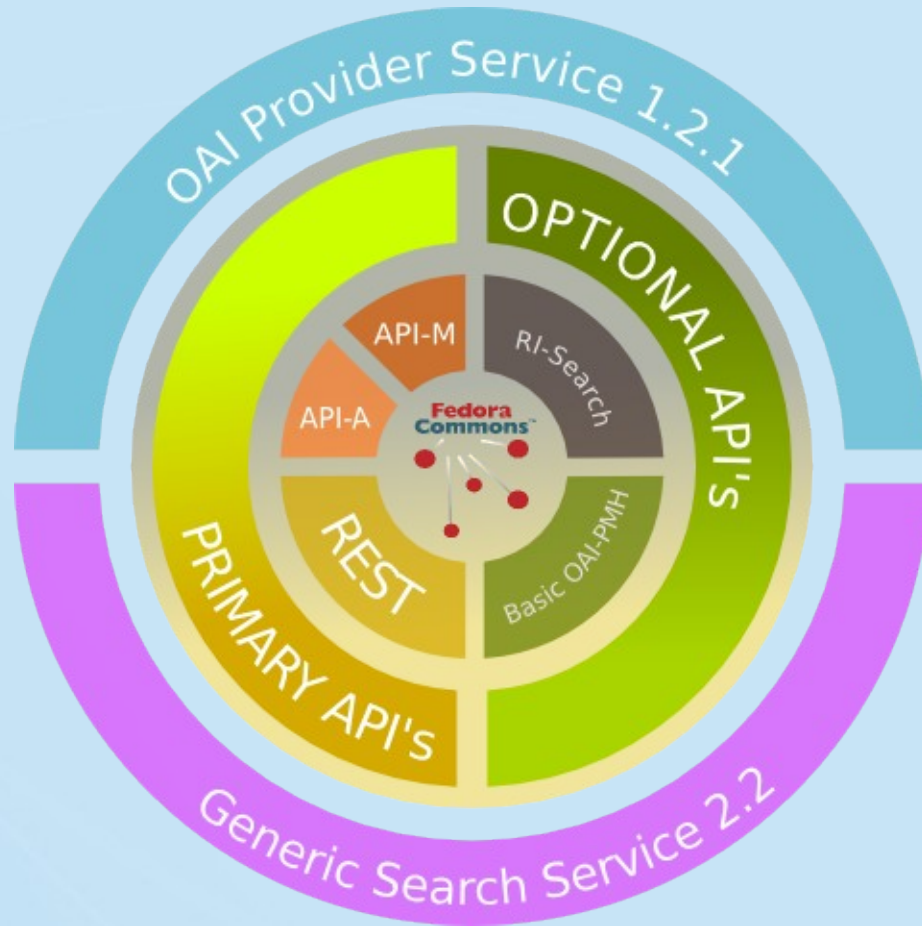 OAI Provider Service 1.2.1
OPTIONAL API's
API-M
RI-Search
API-A
Fedora
Commons™
REST
Basic OAI-PMH
PRIMARY API's
Generic Search Service 2.2